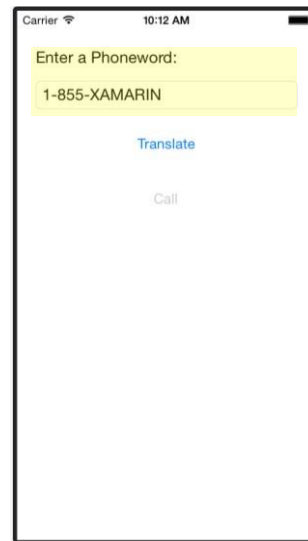 Carrier 10:12 AM
Enter a Phoneword:
1-855-XAMARIN
Translate
Call